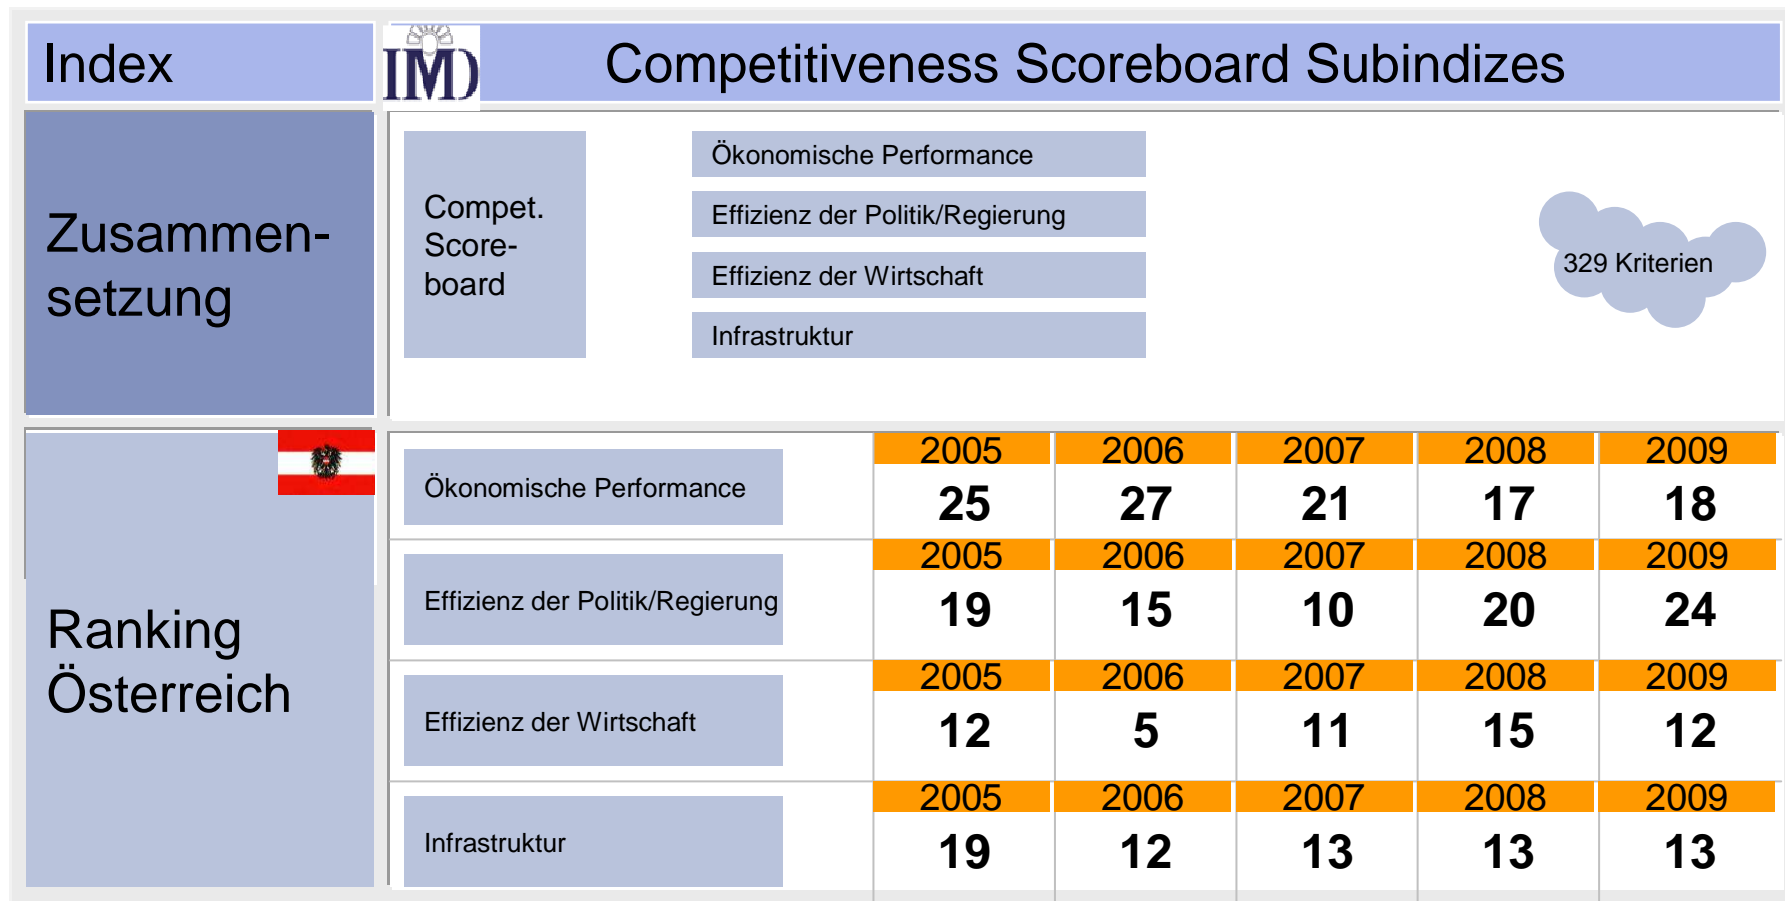 Index
IMD
Competitiveness Scoreboard Subindizes
Zusammen-
setzung
Compet.
Score-
board
Ökonomische Performance
Effizienz der Politik/Regierung
Effizienz der Wirtschaft
Infrastruktur
329 Kriterien
Ranking
Österreich
Ökonomische Performance
2005 2006 2007 2008 2009
25 27 21 17 18
Effizienz der Politik/Regierung
2005 2006 2007 2008 2009
19 15 10 20 24
Effizienz der Wirtschaft
2005 2006 2007 2008 2009
12 5 11 15 12
Infrastruktur
2005 2006 2007 2008 2009
19 12 13 13 13